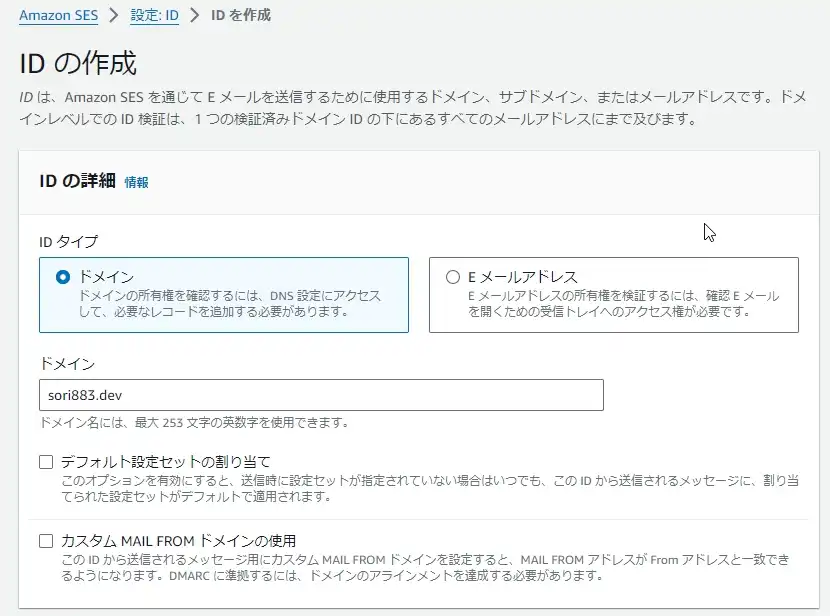 Amazon SES > 設定: ID > ID を作成
ID の作成
ID は、Amazon SES を通じて E メールを送信するために使用するドメイン、サブドメイン、またはメールアドレスです。ドメ
インレベルでの ID 検証は、1 つの検証済みドメイン ID の下にあるすべてのメールアドレスにまで及びます。
ID の詳細 情報
ID タイプ
ドメイン
ドメインの所有権を確認するには、DNS 設定にアクセス
して、必要なレコードを追加する必要があります。
E メールアドレス
E メールアドレスの所有権を検証するには、確認 E メール
を開くための受信トレイへのアクセス権が必要です。
ドメイン
sori883.dev
ドメイン名には、最大 253 文字の英数字を使用できます。
デフォルト設定セットの割り当て
このオプションを有効にすると、送信時に設定セットが指定されていない場合はいつでも、この ID から送信されるメッセージに、割り当
てられた設定セットがデフォルトで適用されます。
カスタム MAIL FROM ドメインの使用
この ID から送信されるメッセージ用にカスタム MAIL FROM ドメインを設定すると、MAIL FROM アドレスが From アドレスと一致でき
るようになります。DMARC に準拠するには、ドメインのアラインメントを達成する必要があります。